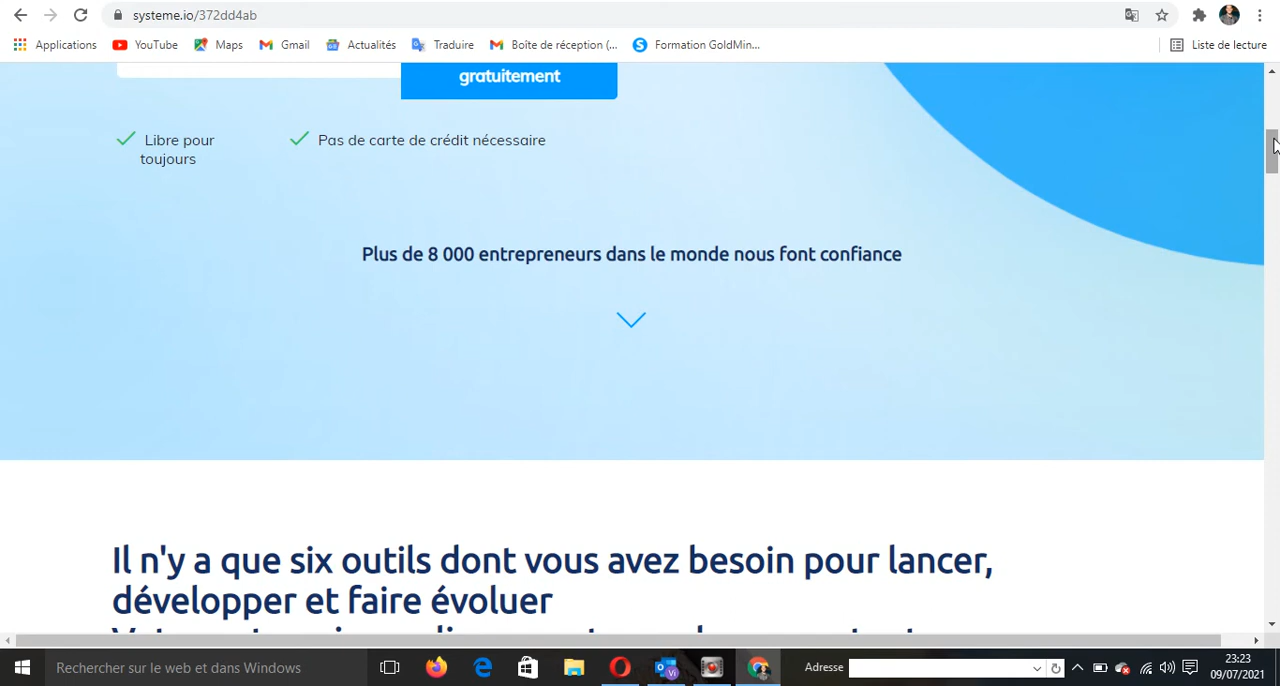 systeme.io/372dd4ab
Applications YouTube Maps Gmail Actualités Traduire Boîte de réception (... Formation GoldMin... Liste de lecture
gratuitement
Libre pour
toujours
Pas de carte de crédit nécessaire
Plus de 8 000 entrepreneurs dans le monde nous font confiance
Il n'y a que six outils dont vous avez besoin pour lancer,
développer et faire évoluer
Rechercher sur le web et dans Windows
Adresse
23:23
09/07/2021